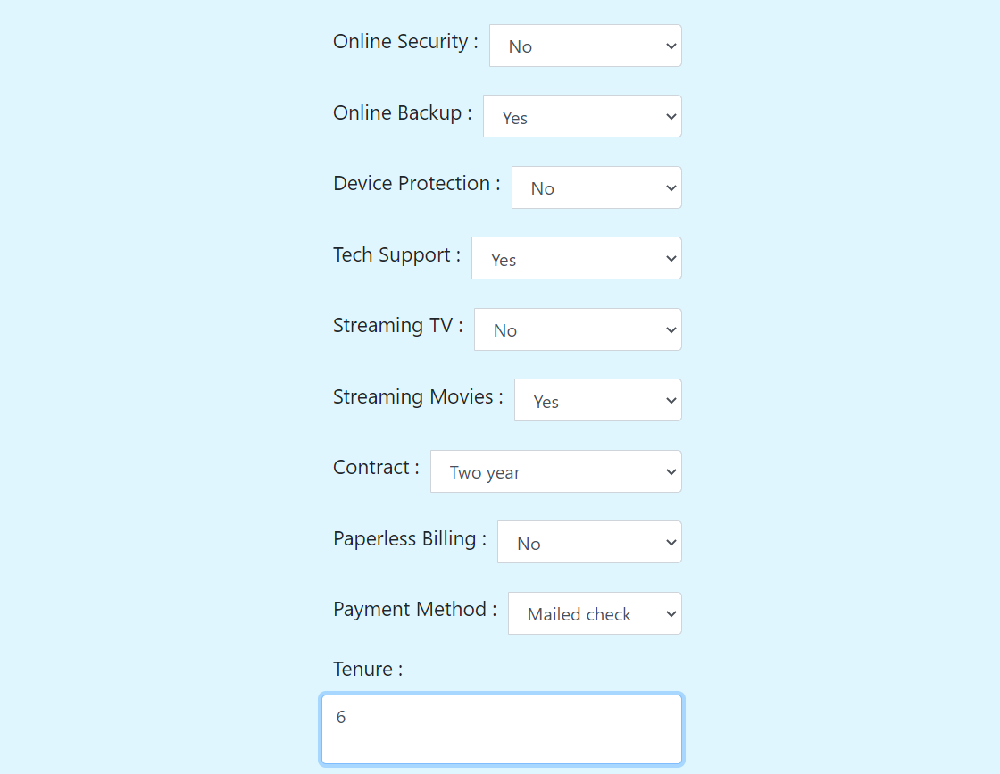 Online Security : No
Online Backup : Yes
Device Protection : No
Tech Support : Yes
Streaming TV : No
Streaming Movies : Yes
Contract : Two year
Paperless Billing : No
Payment Method : Mailed check
Tenure :
6